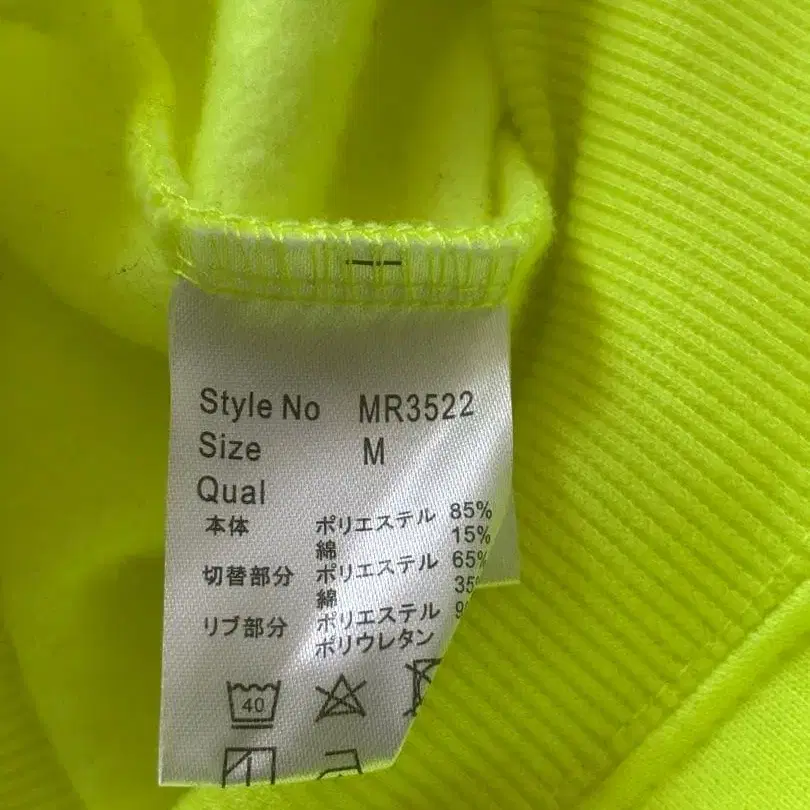 Style No MR3522
Size M
Qual
本体 ポリエステル 85%
綿 15%
切替部分 ポリエステル 65%
綿 35%
リブ部分 ポリエステル
ポリウレタン
40